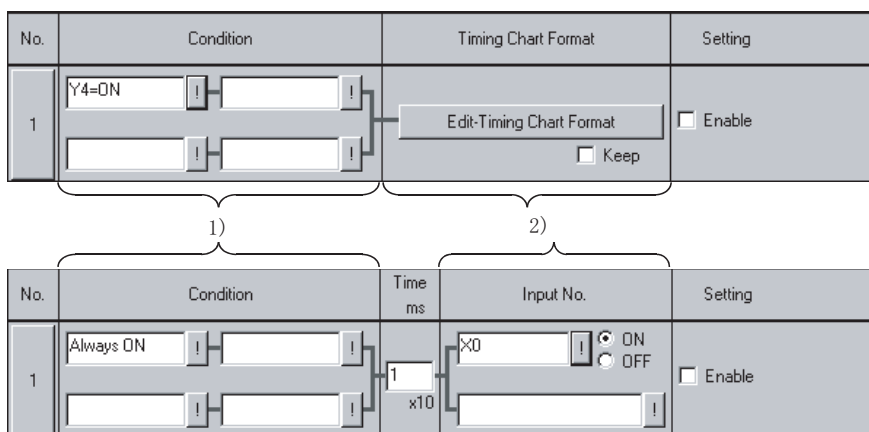 No. Condition Timing Chart Format Setting
Y4=ON ! !
1 Edit-Timing Chart Format Enable
! ! Keep
1) 2)
No. Condition Time ms Input No. Setting
Always ON ! ! X0 ! ON
OFF
1 1 Enable
! ! x10 !